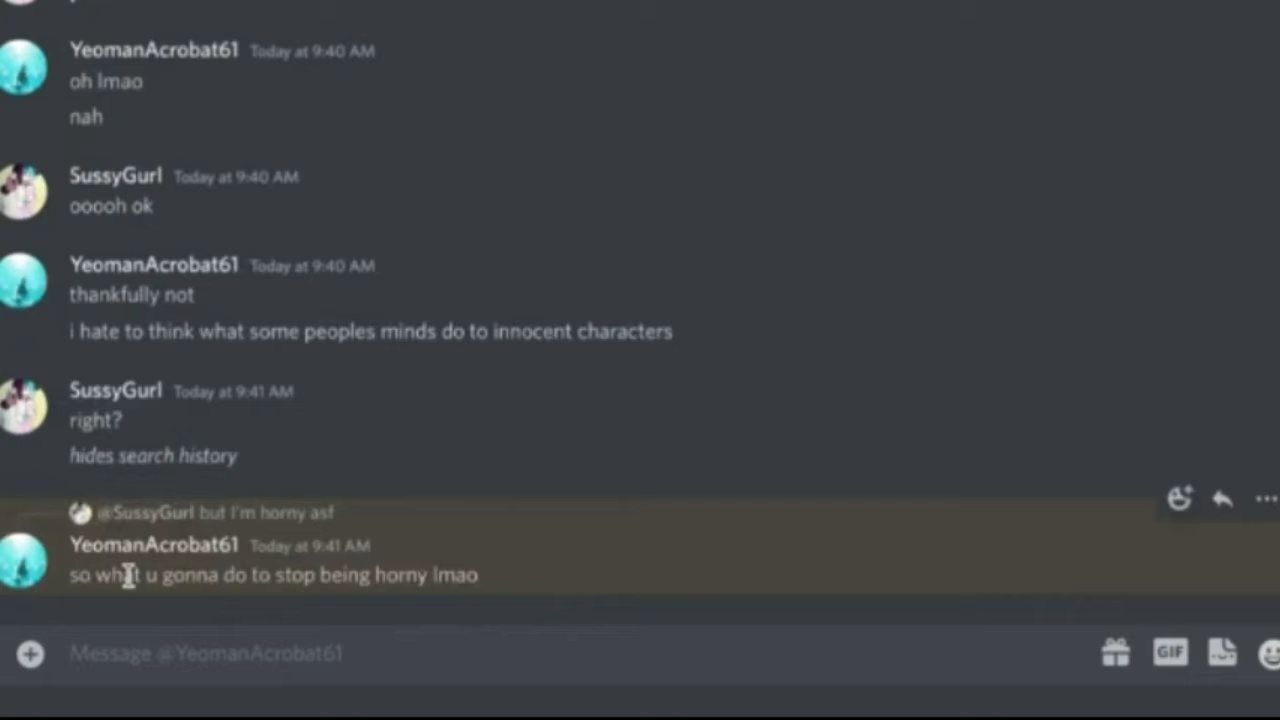 YeomanAcrobat61 Today at 9:40 AM
oh lmao
nah
SussyGurl Today at 9:40 AM
ooooh ok
YeomanAcrobat61 Today at 9:40 AM
thankfully not
i hate to think what some peoples minds do to innocent characters
SussyGurl Today at 9:41 AM
right?
hides search history
@SussyGurl but I'm horny asf
YeomanAcrobat61 Today at 9:41 AM
so what u gonna do to stop being horny lmao
Message @YeomanAcrobat61
GIF